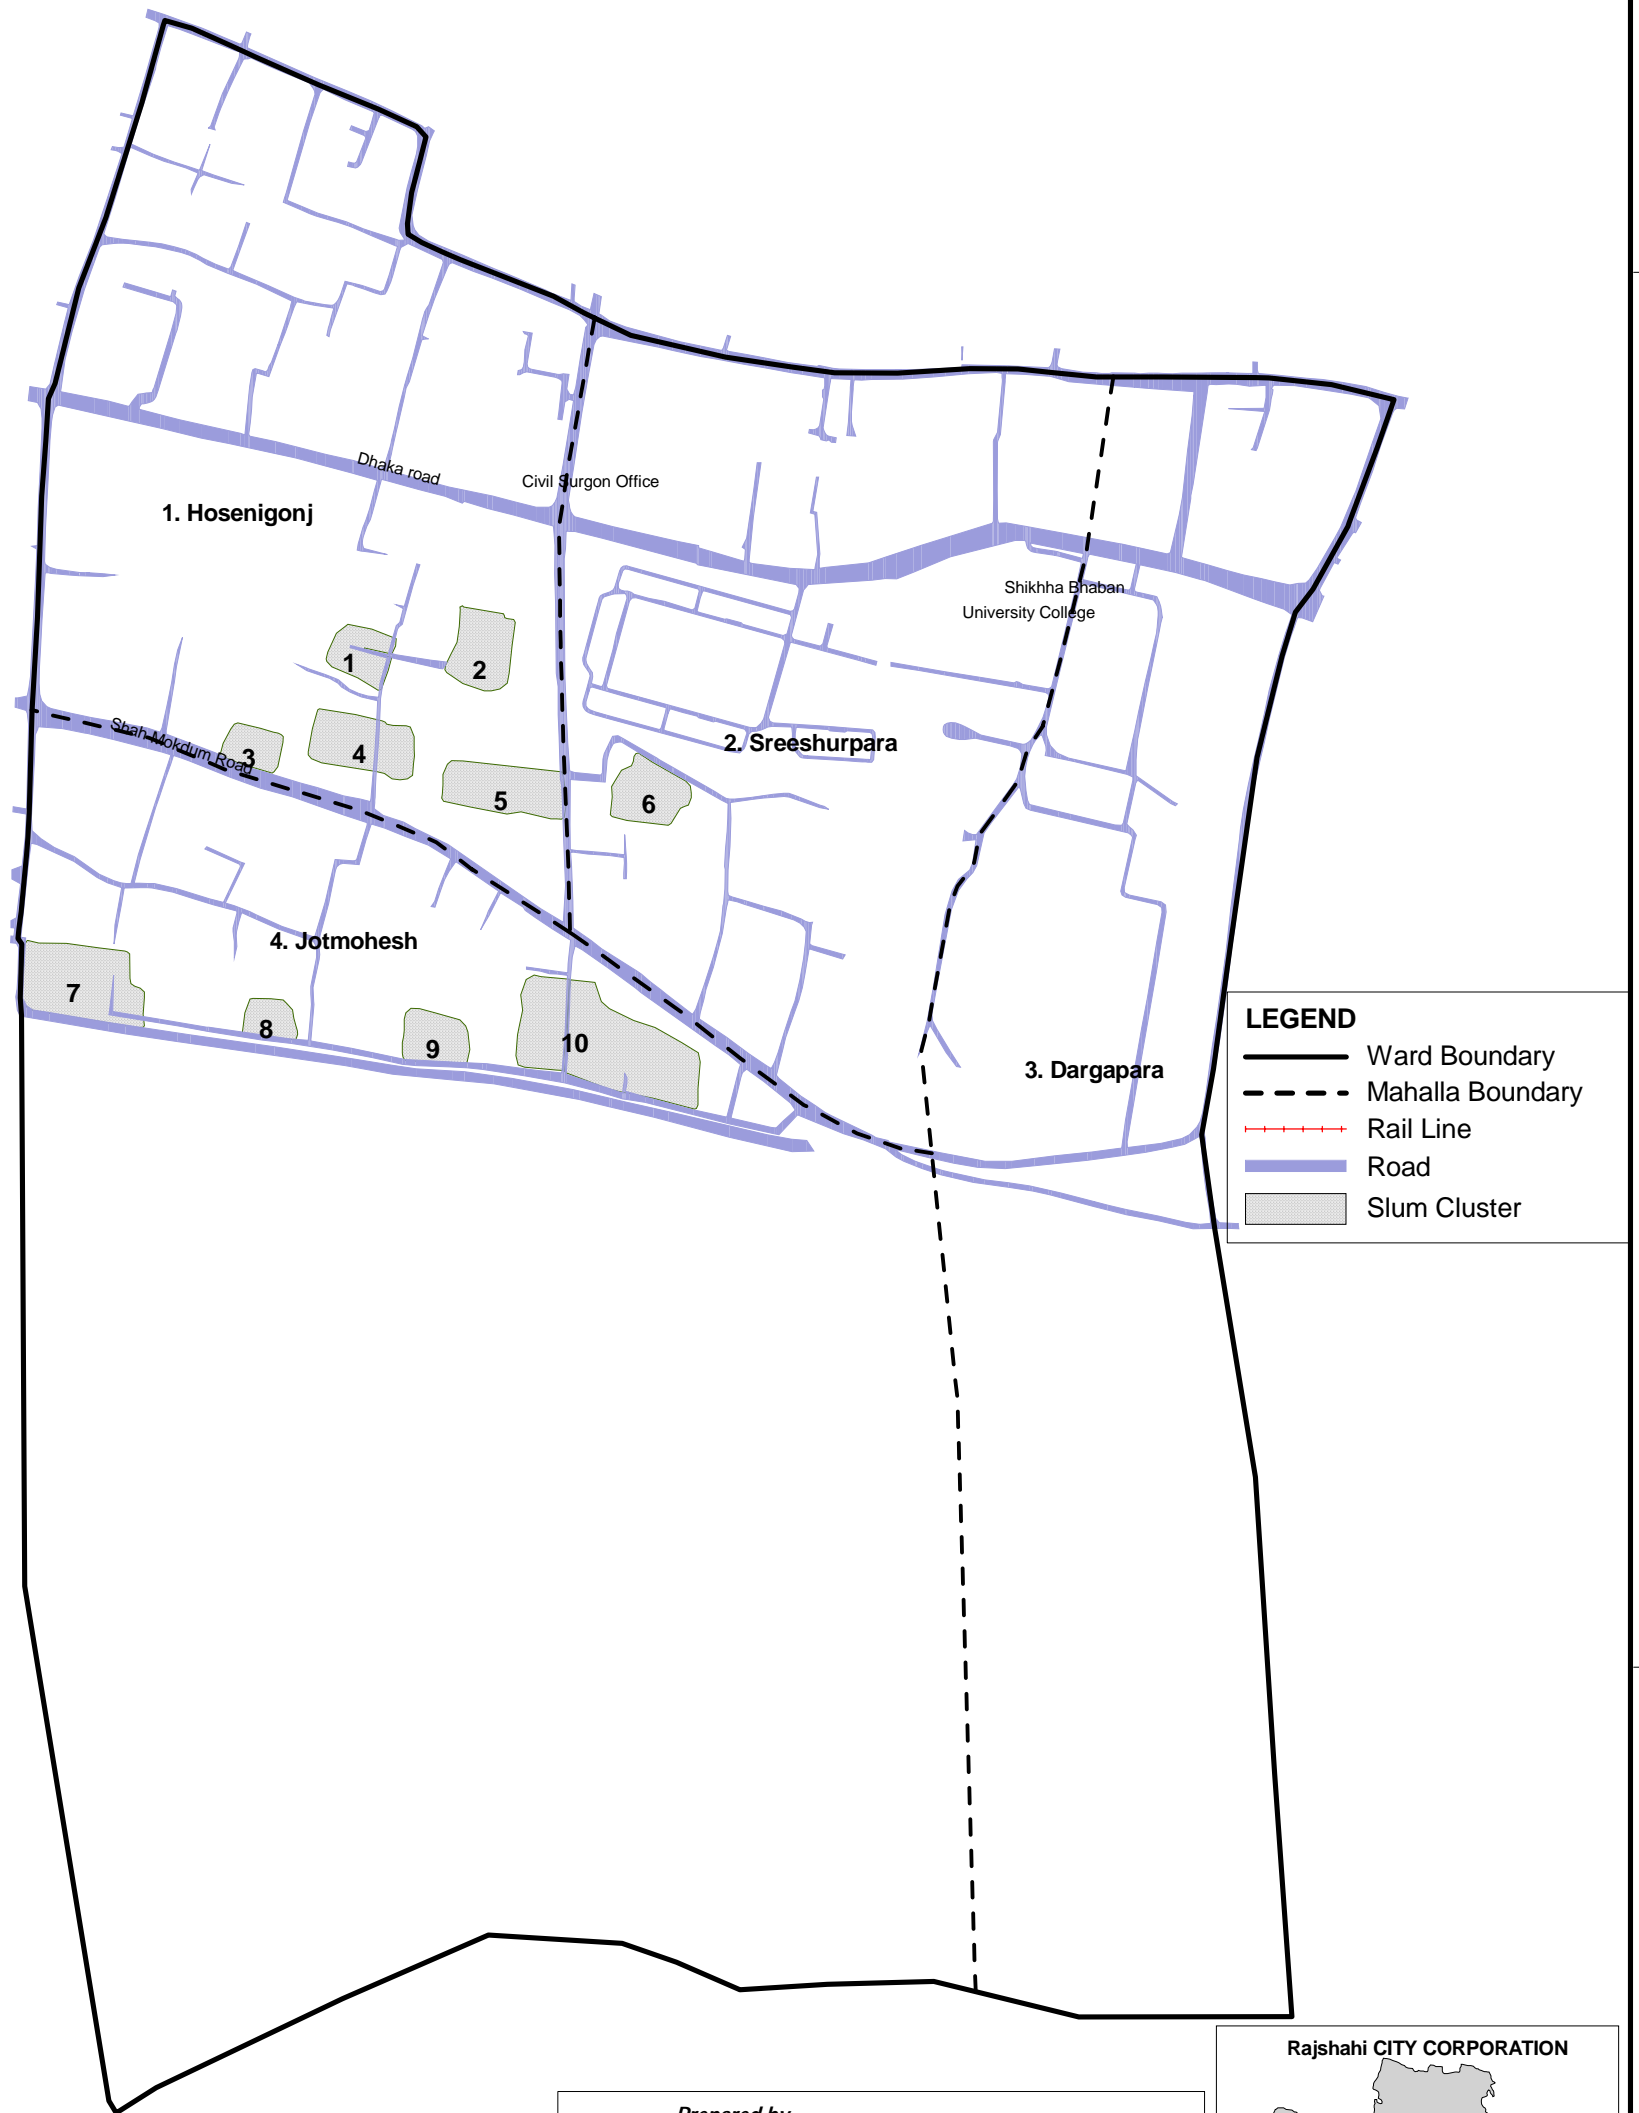 Dhaka road
Civil Surgon Office
1. Hosenigonj
Shikhha Bhaban
University College
1
2
Shah Mokdum Road
3
4
2. Sreeshurpara
5
6
4. Jotmohesh
7
8
9
10
3. Dargapara
LEGEND
Ward Boundary
Mahalla Boundary
Rail Line
Road
Slum Cluster
Rajshahi CITY CORPORATION
Prepared by